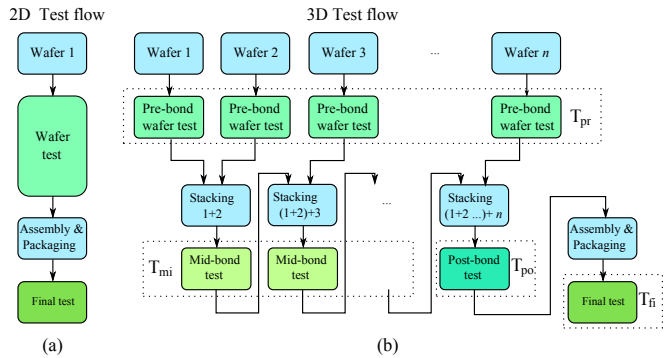 2D Test flow
3D Test flow
Wafer 1
Wafer 1
Wafer 2
Wafer 3
...
Wafer n
Wafer
test
Pre-bond
wafer test
Pre-bond
wafer test
Pre-bond
wafer test
Pre-bond
wafer test
Tpr
Assembly &
Packaging
Stacking
1+2
Stacking
(1+2)+3
...
Stacking
(1+2 ...)+ n
Assembly &
Packaging
Final test
Tmi
Mid-bond
test
Mid-bond
test
Post-bond
test
Tpo
Final test
Tfi
(a)
(b)